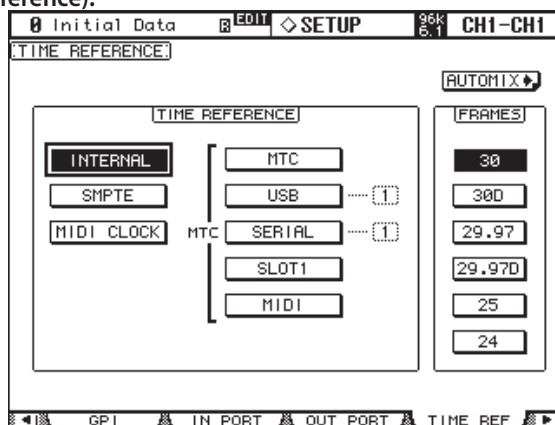 erence).
0 Initial Data EDIT SETUP 96k 6.1 CH1-CH1
TIME REFERENCE
AUTOMIX
TIME REFERENCE FRAMES
INTERNAL MTC 30
SMPTE USB 1 30D
MIDI CLOCK MTC SERIAL 1 29.97
SLOT1 29.97D
MIDI 25
24
GPI IN PORT OUT PORT TIME REF